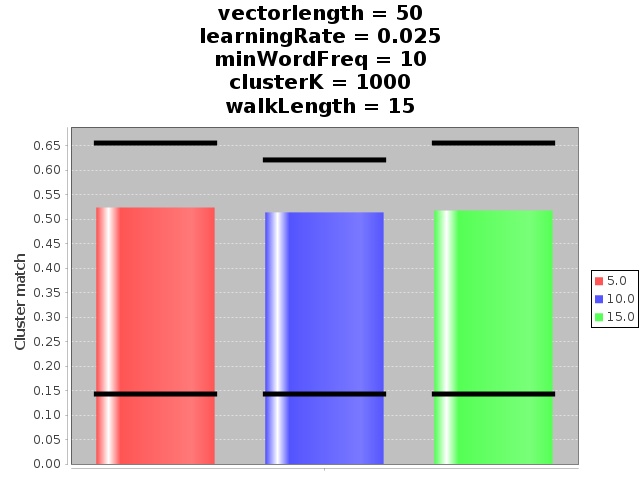 vectorlength = 50
learningRate = 0.025
minWordFreq = 10
clusterK = 1000
walkLength = 15
0.65
0.60
0.55
0.50
0.45
0.40
0.35
0.30
0.25
0.20
0.15
0.10
0.05
0.00
Cluster match
5.0
10.0
15.0